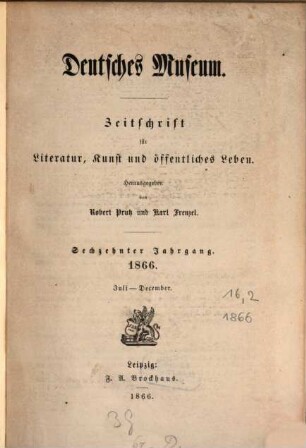 Deutsches Museum.
Zeitschrift
für
Literatur, Kunst und öffentliches Leben.
Herausgegeben
von
Robert Prutz und Karl Frenzel.
Sechzehnter Jahrgang.
1866.
Juli—December.
16,2
1866
Leipzig:
F. A. Brockhaus.
1866.